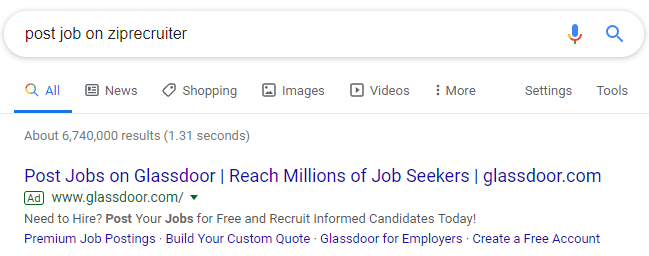 post job on ziprecruiter
All News Shopping Images Videos More Settings Tools
About 6,740,000 results (1.31 seconds)
Post Jobs on Glassdoor | Reach Millions of Job Seekers | glassdoor.com
Ad www.glassdoor.com/
Need to Hire? Post Your Jobs for Free and Recruit Informed Candidates Today!
Premium Job Postings · Build Your Custom Quote · Glassdoor for Employers · Create a Free Account